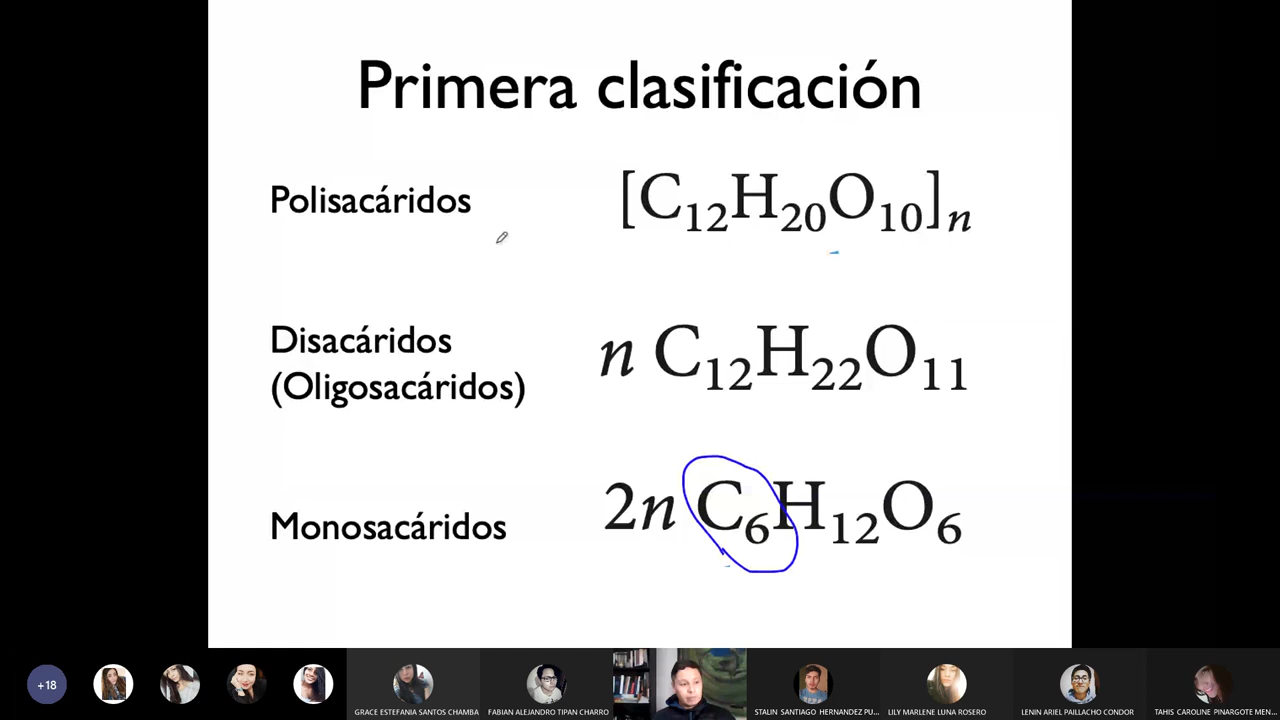 Primera clasificación
Polisacáridos
[C₁₂H₂₀O₁₀]ₙ
Disacáridos
(Oligosacáridos)
n C₁₂H₂₂O₁₁
Monosacáridos
2n C₆H₁₂O₆
+18
GRACE ESTEFANIA SANTOS CHAMBA
FABIAN ALEJANDRO TIPAN CHARRO
STALIN SANTIAGO HERNANDEZ PU...
LILY MARLENE LUNA ROSERO
LENIN ARIEL PAILLACHO CONDOR
TAHIS CAROLINE PINARGOTE MEN...